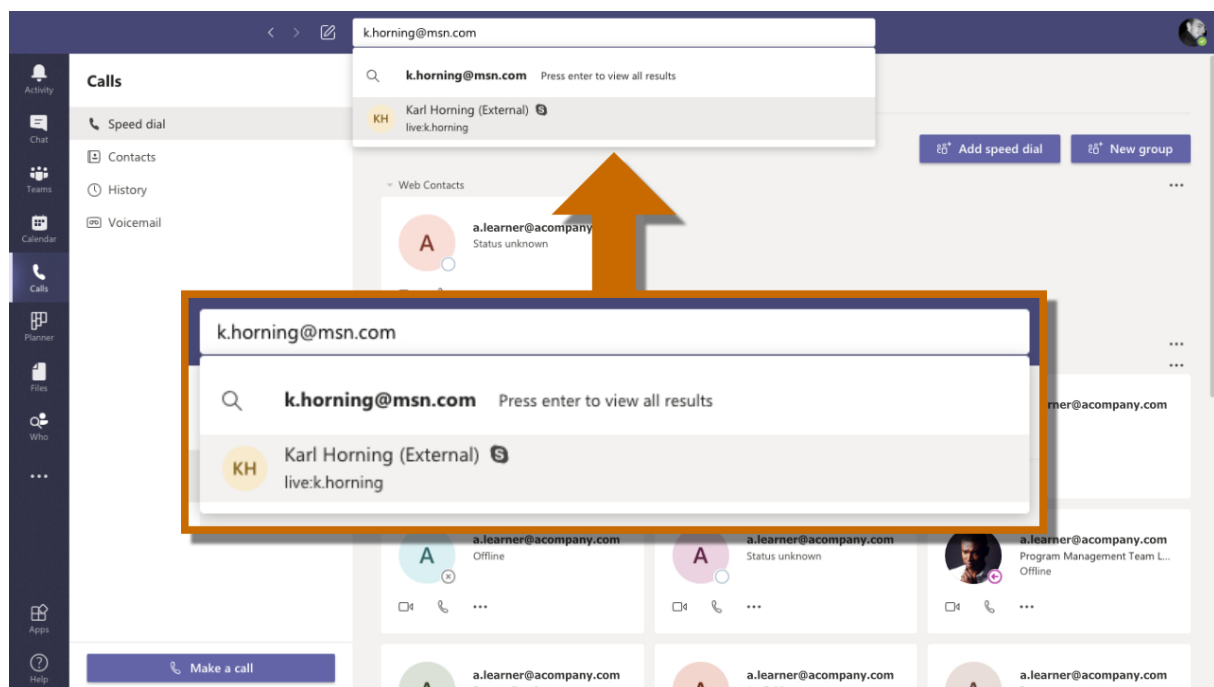 k.horning@msn.com
k.horning@msn.com Press enter to view all results
KH
Karl Horning (External)
live:k.horning
Activity
Chat
Teams
Calendar
Calls
Planner
Files
Who
Apps
Help
Calls
Speed dial
Contacts
History
Voicemail
Make a call
Add speed dial
New group
Web Contacts
A
a.learner@acompany
Status unknown
k.horning@msn.com
k.horning@msn.com Press enter to view all results
KH
Karl Horning (External)
live:k.horning
rner@acompany.com
A
a.learner@acompany.com
Offline
A
a.learner@acompany.com
Status unknown
a.learner@acompany.com
Program Management Team L...
Offline
a.learner@acompany.com
a.learner@acompany.com
a.learner@acompany.com